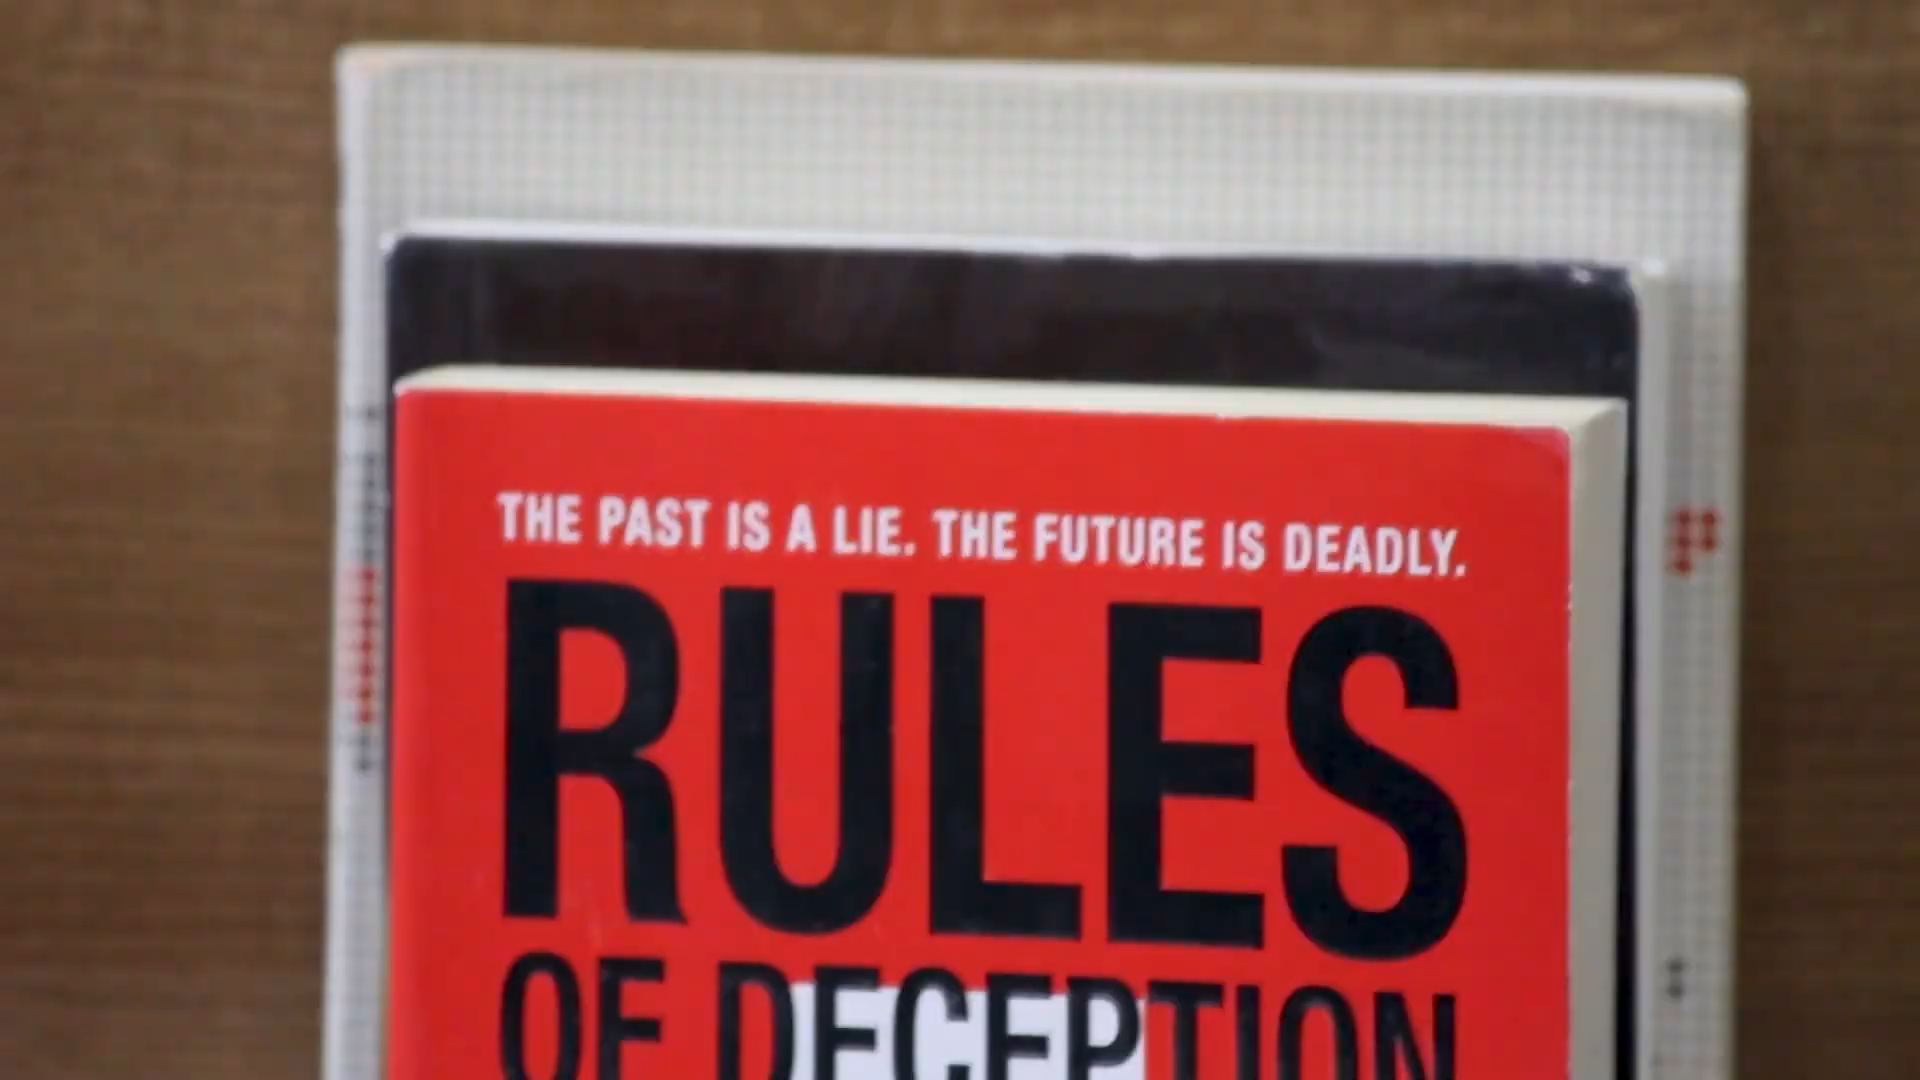 THE PAST IS A LIE. THE FUTURE IS DEADLY.
RULES
OF DECEPTION